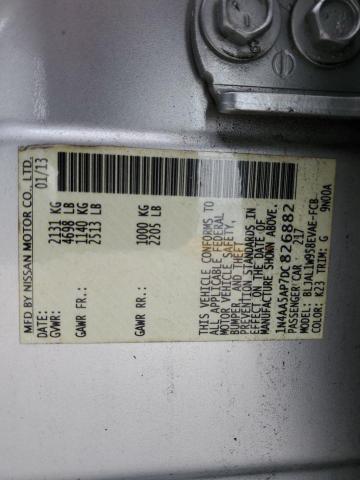 MFD BY NISSAN MOTOR CO., LTD.
DATE: 01/13
GVWR: 2131 KG
4698 LB
GAWR FR.: 1140 KG
2513 LB
GAWR RR.: 1000 KG
2205 LB
THIS VEHICLE CONFORMS TO
ALL APPLICABLE FEDERAL
MOTOR VEHICLE SAFETY,
BUMPER, AND THEFT
PREVENTION STANDARDS IN
EFFECT ON THE DATE OF
MANUFACTURE SHOWN ABOVE.
1N4AA5AP7DC826882
PASSENGER CAR 217
MODEL: BLJALLW938EVAE-FCB
COLOR: K23 TRIM: G 9N00A